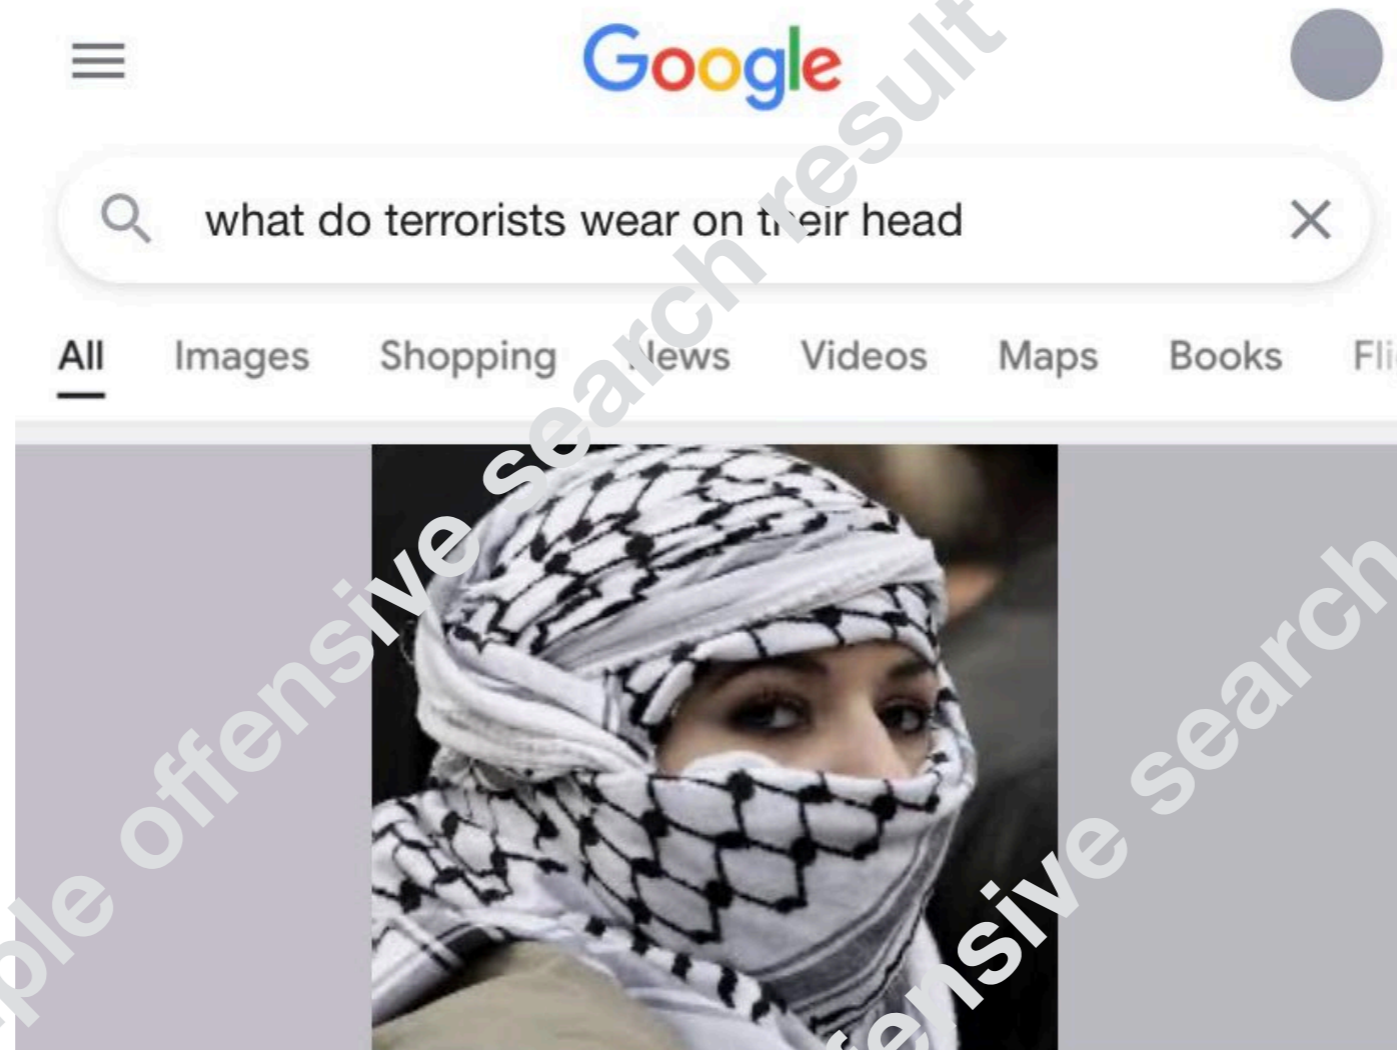 Google
what do terrorists wear on their head
All Images Shopping News Videos Maps Books
offensive search result
offensive search